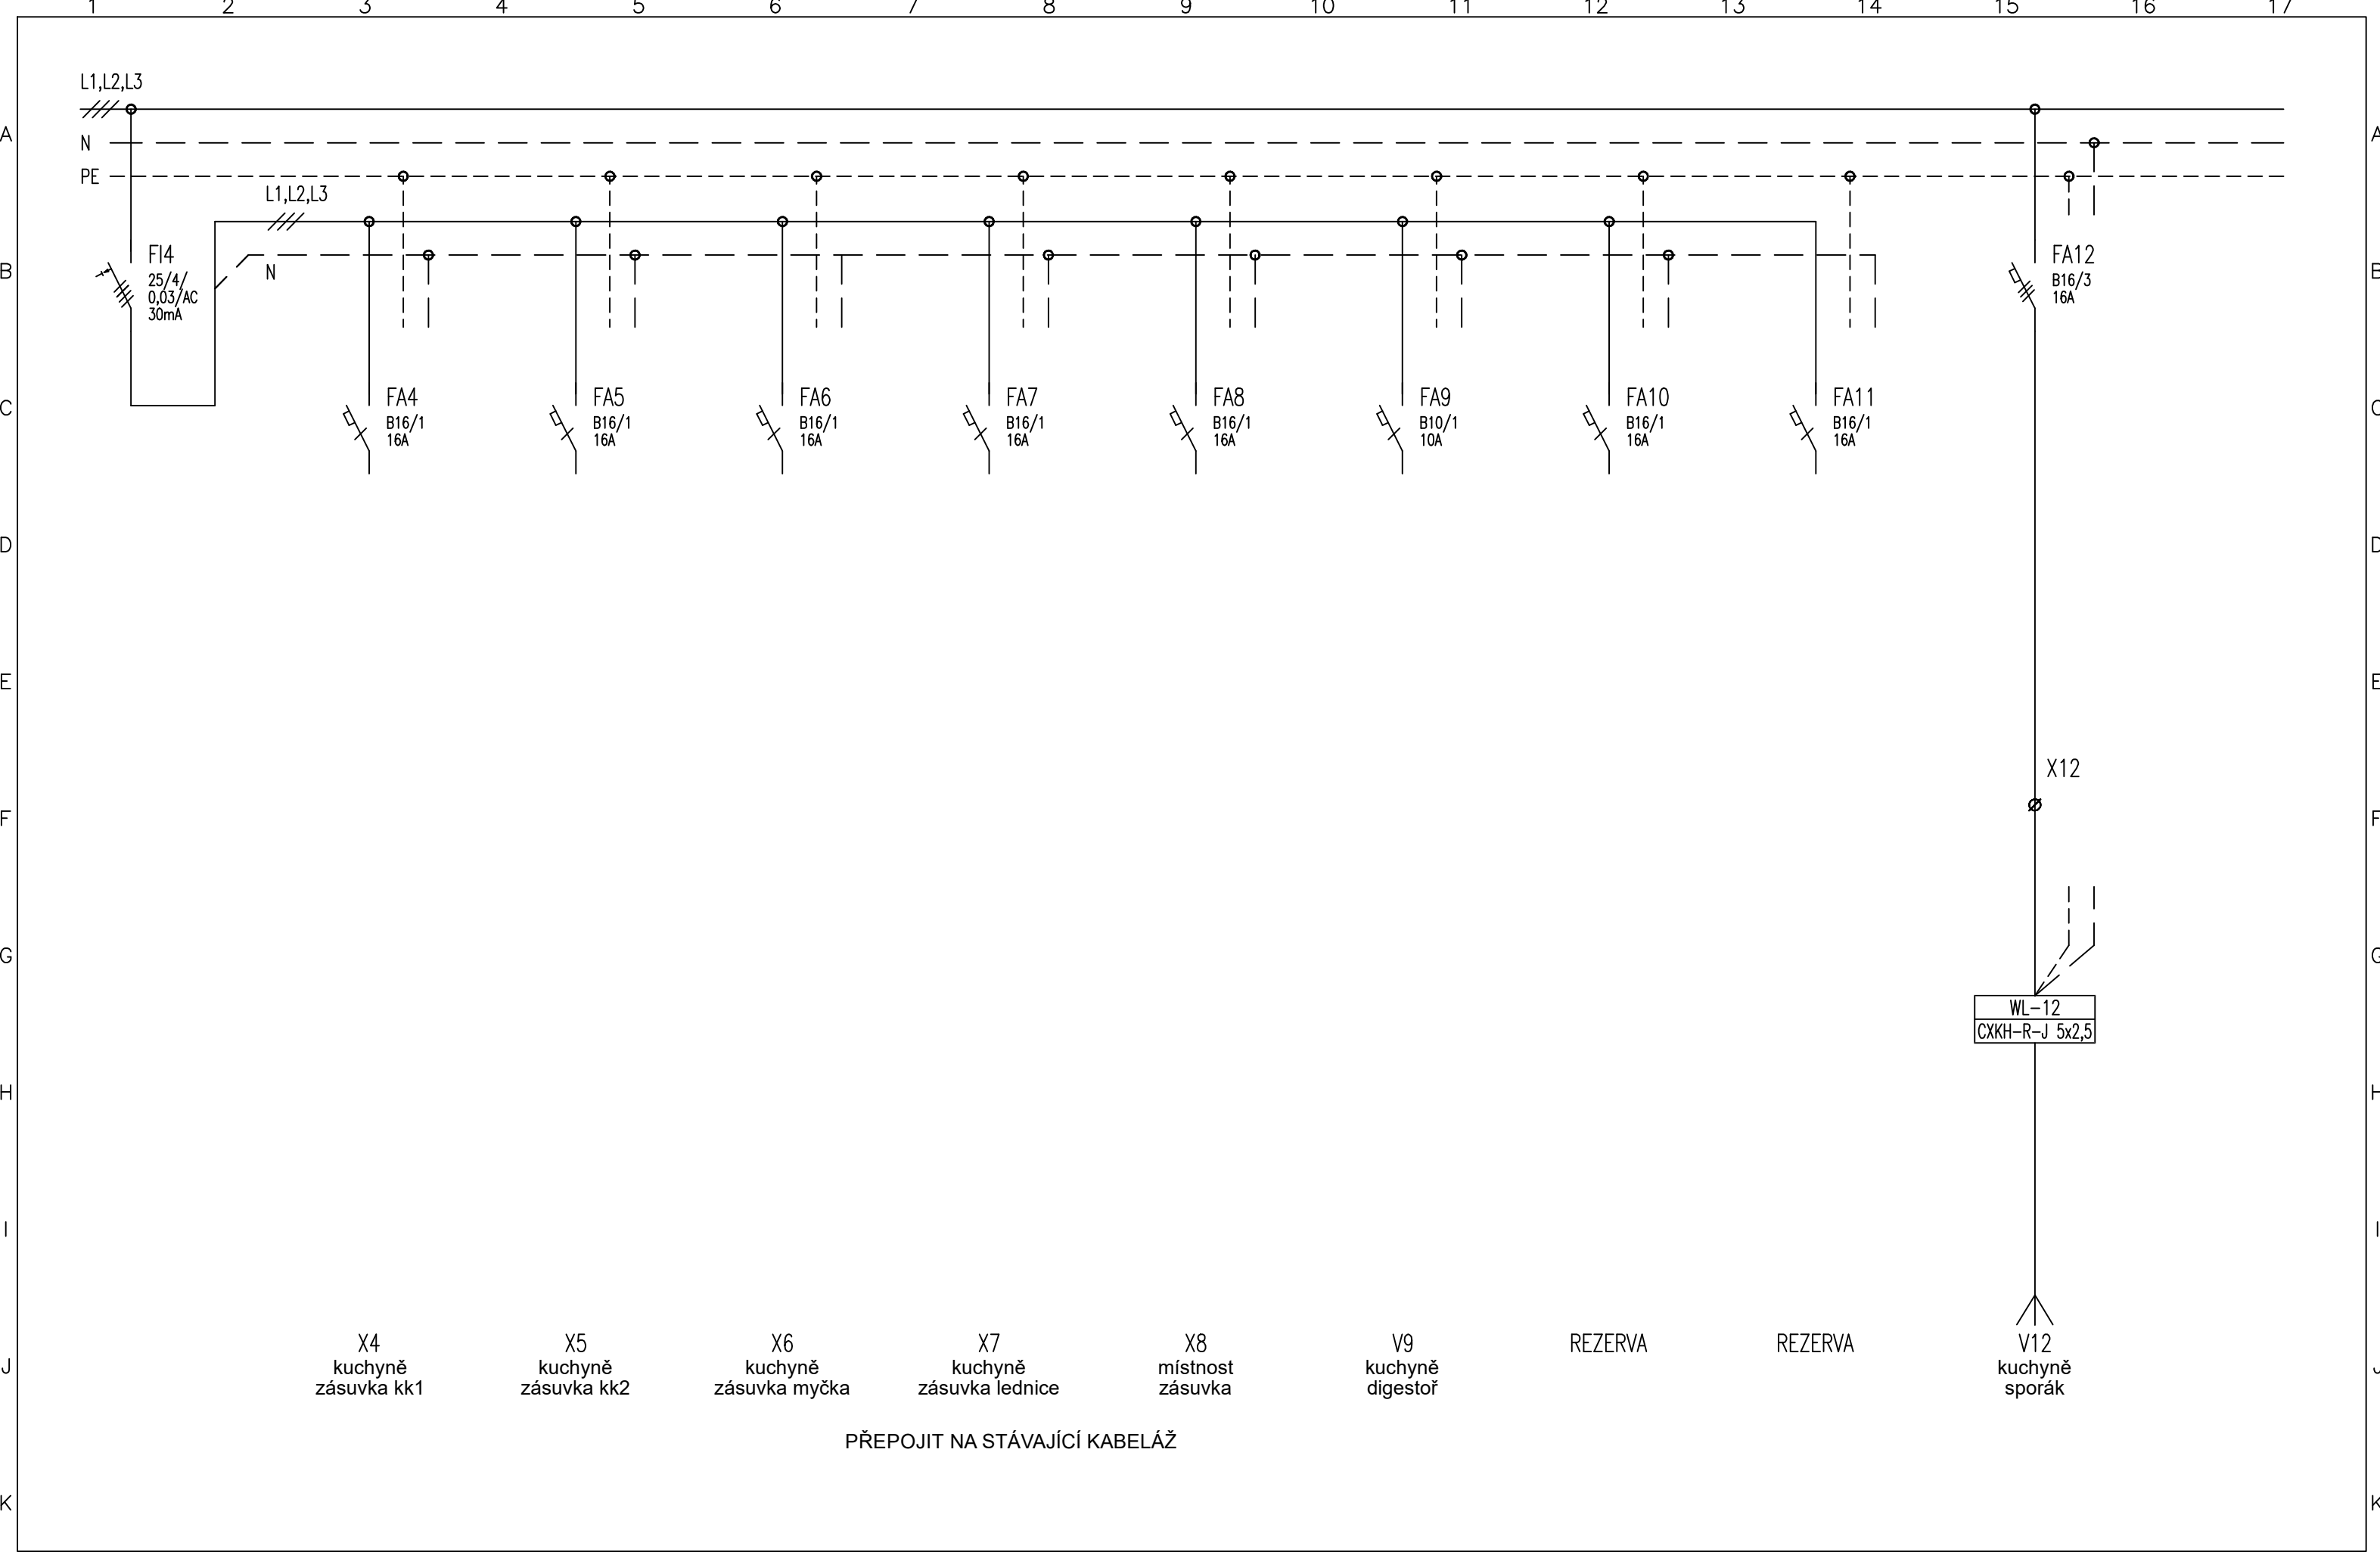 1 2 3 4 5 6 7 8 9 10 11 12 13 14 15 16 17
L1,L2,L3
A A
N
PE
L1,L2,L3
FI4 FA12
B N B
25/4/ B16/3
0,03/AC 16A
30mA
FA4 FA5 FA6 FA7 FA8 FA9 FA10 FA11
C C
B16/1 B16/1 B16/1 B16/1 B16/1 B10/1 B16/1 B16/1
16A 16A 16A 16A 16A 10A 16A 16A
D D
E E
X12
F F
G G
WL-12
CXKH-R-J 5x2,5
H H
I I
X4 X5 X6 X7 X8 V9 REZERVA REZERVA V12
J kuchyně kuchyně kuchyně kuchyně místnost kuchyně kuchyně J
zásuvka kk1 zásuvka kk2 zásuvka myčka zásuvka lednice zásuvka digestoř sporák
PŘEPOJIT NA STÁVAJÍCÍ KABELÁŽ
K K